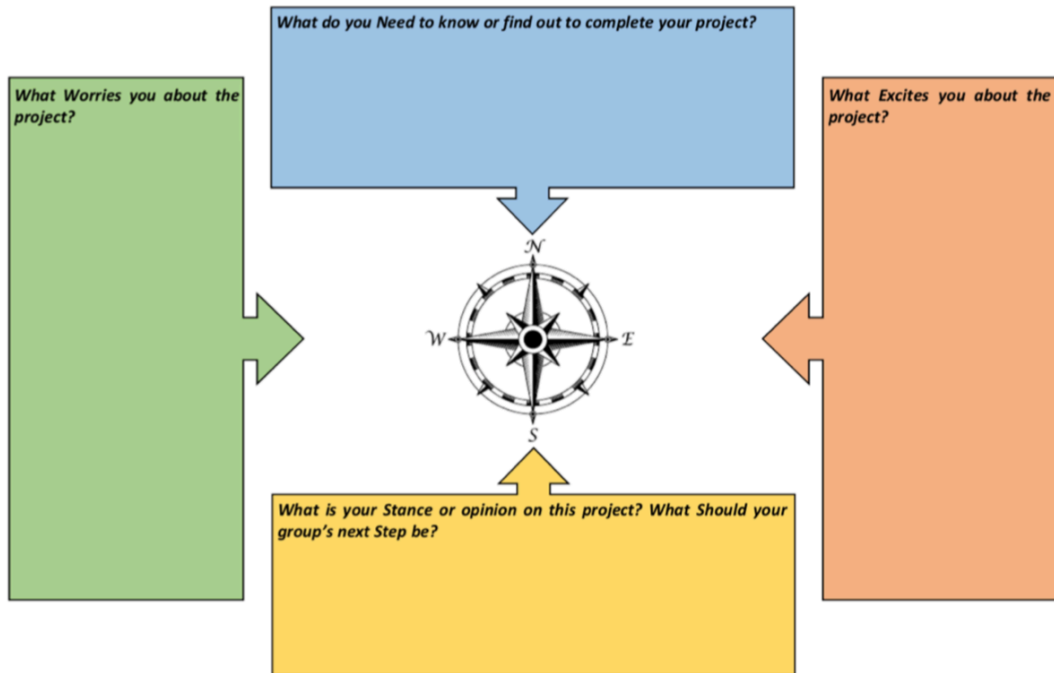 What do you Need to know or find out to complete your project?
What Worries you about the
project?
What Excites you about the
project?
N
W
E
S
What is your Stance or opinion on this project? What Should your
group's next Step be?